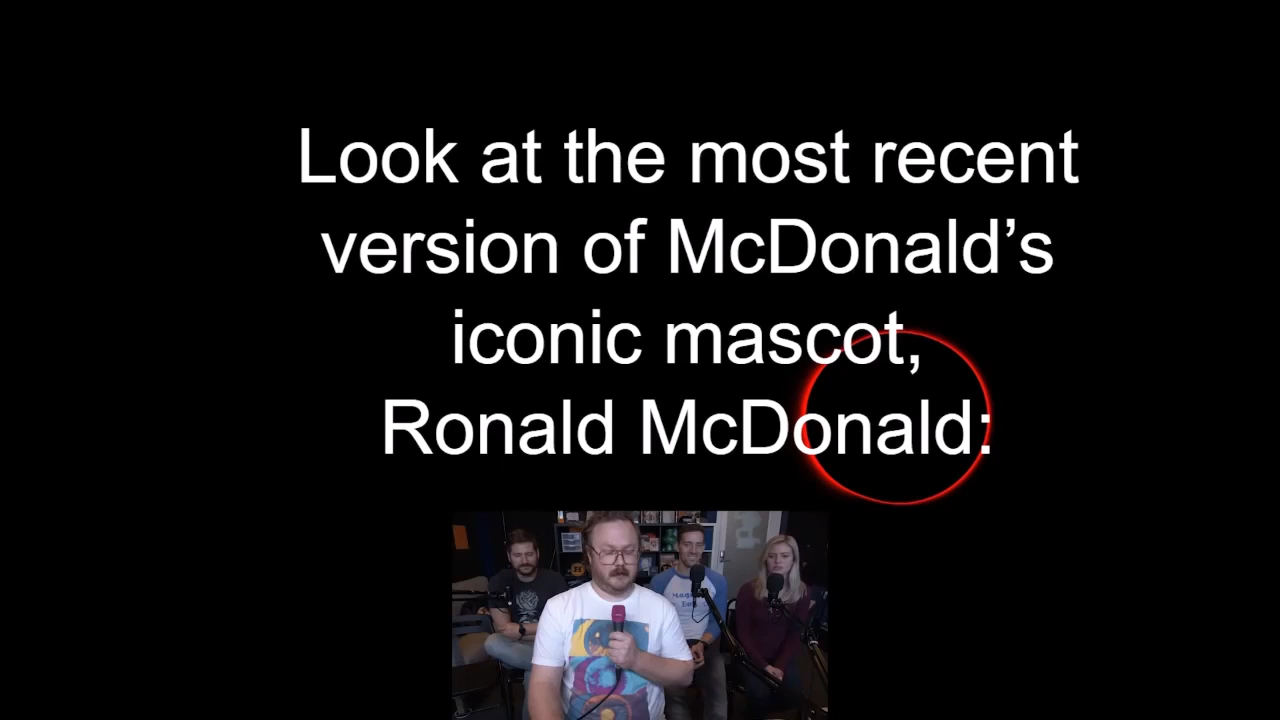 Look at the most recent
version of McDonald’s
iconic mascot,
Ronald McDonald: